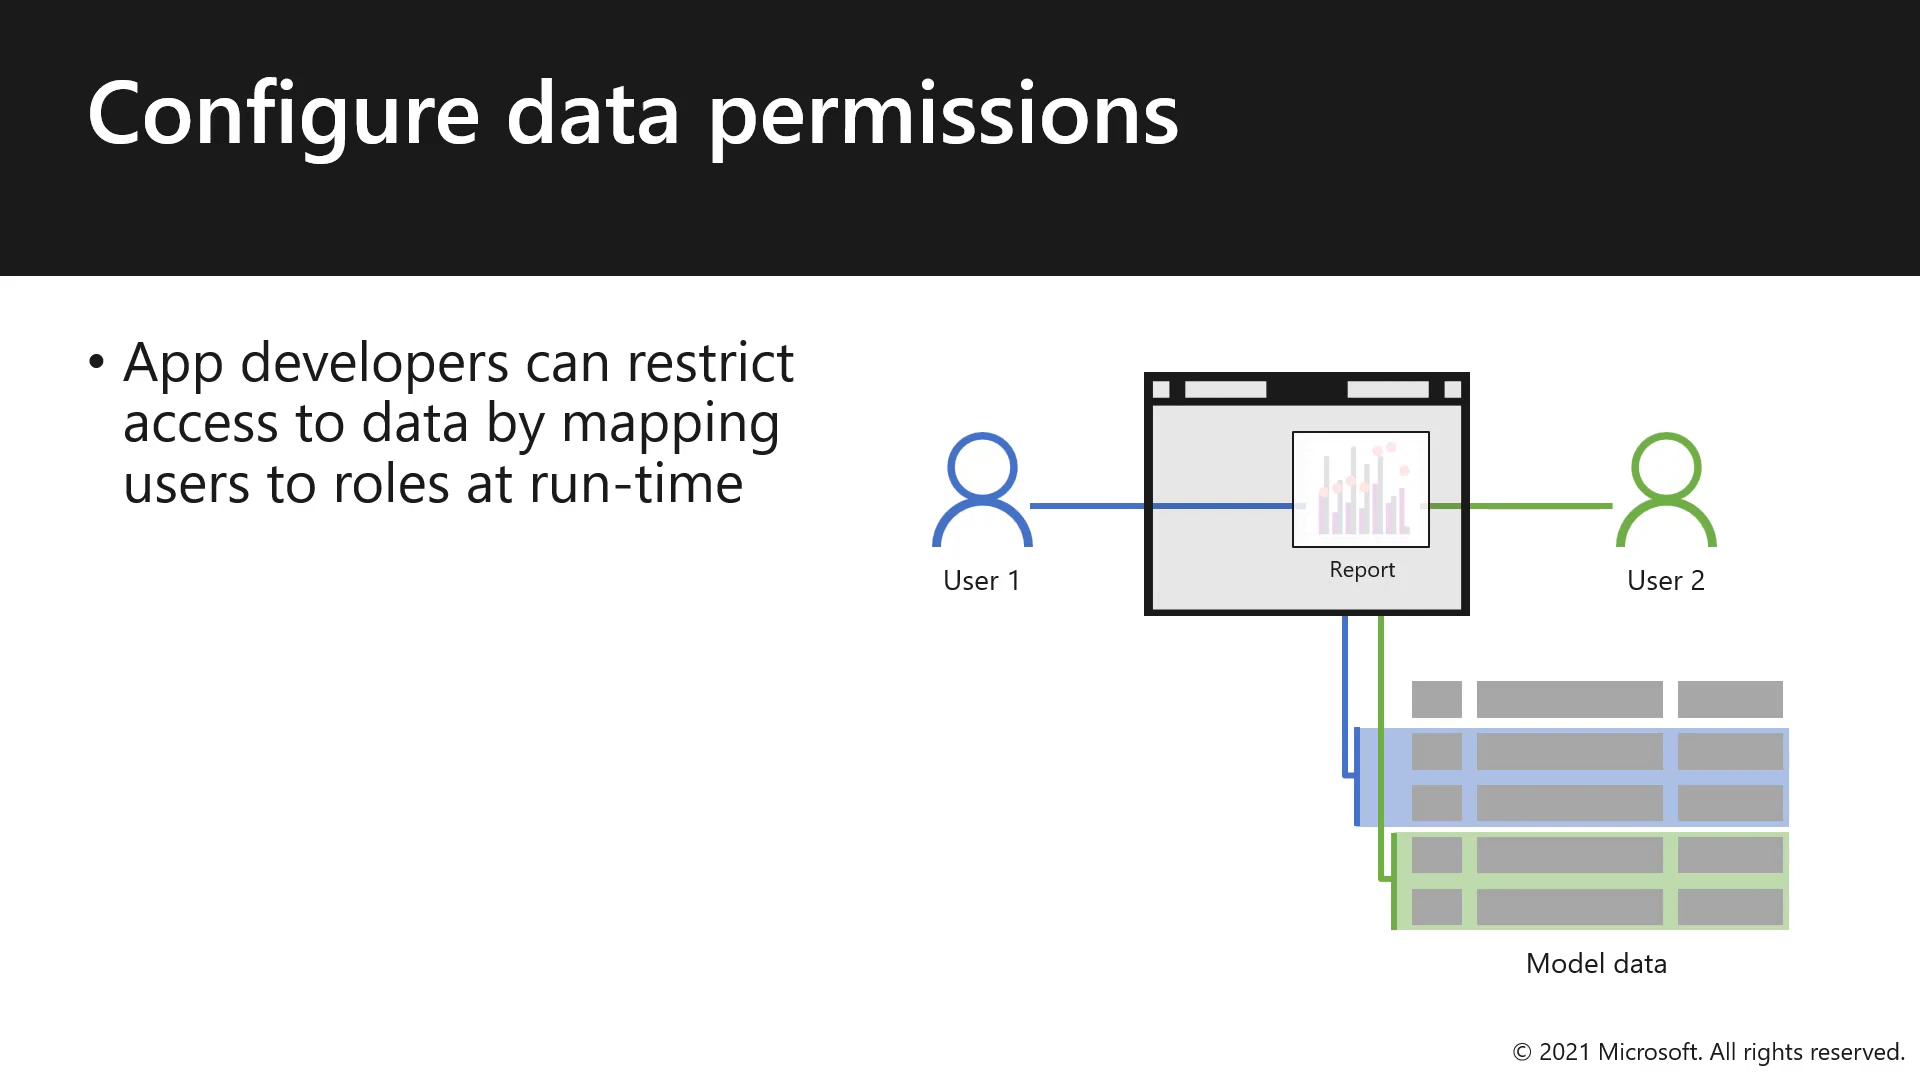 Configure data permissions
• App developers can restrict
access to data by mapping
users to roles at run-time
User 1
Report
User 2
Model data
© 2021 Microsoft. All rights reserved.